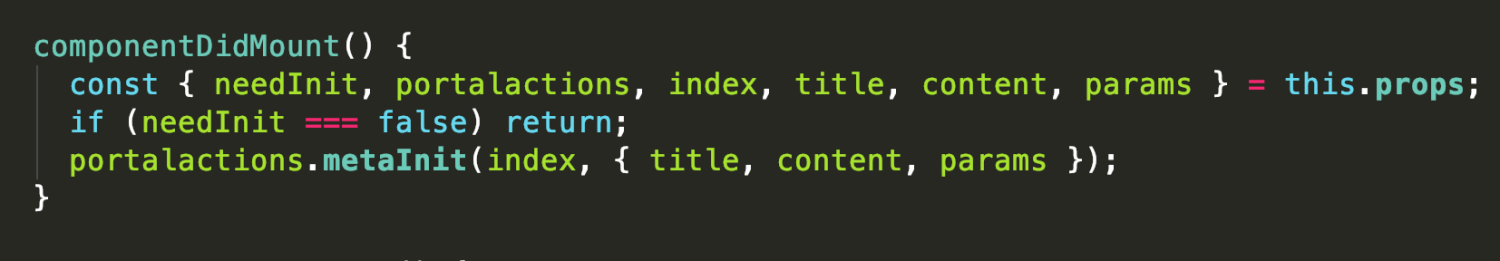 componentDidMount() {
const { needInit, portalactions, index, title, content, params } = this.props;
if (needInit === false) return;
portalactions.metaInit(index, { title, content, params });
}